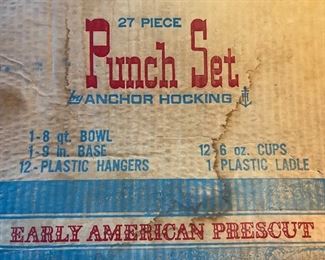 27 PIECE
Punch Set
by ANCHOR HOCKING
1-8 qt. BOWL
1-9 in. BASE
12-PLASTIC HANGERS
12-6 oz. CUPS
1-PLASTIC LADLE
EARLY AMERICAN PRESCUT